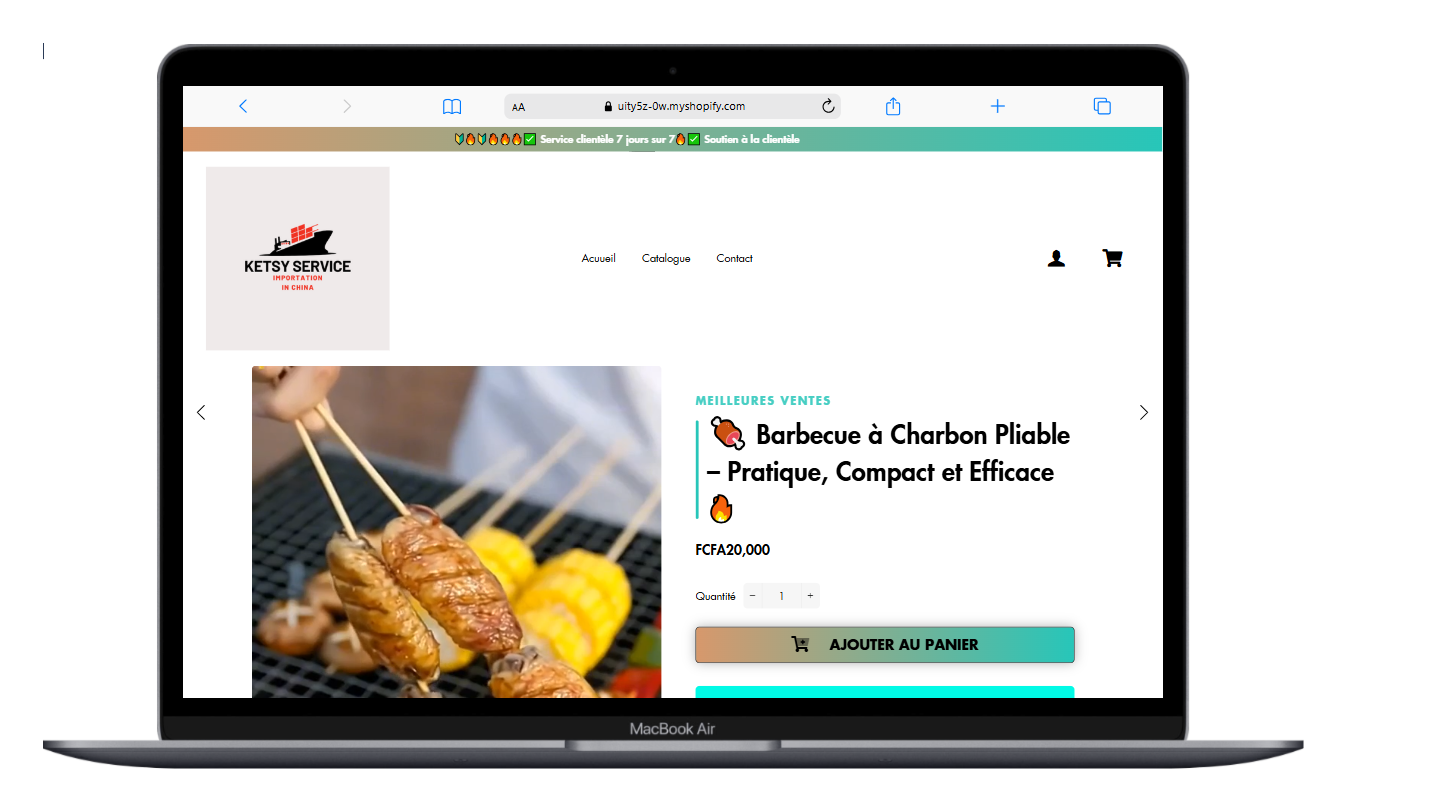 AA uity5z-0w.myshopify.com
🔰🔥🔰🔥🔥🔥✅ Service clientèle 7 jours sur 7🔥✅ Soutien à la clientèle
KETSY SERVICE
IMPORTATION
IN CHINA
Acuueil Catalogue Contact
MEILLEURES VENTES
🍖 Barbecue à Charbon Pliable
– Pratique, Compact et Efficace
🔥
FCFA20,000
Quantité − 1 +
AJOUTER AU PANIER
MacBook Air